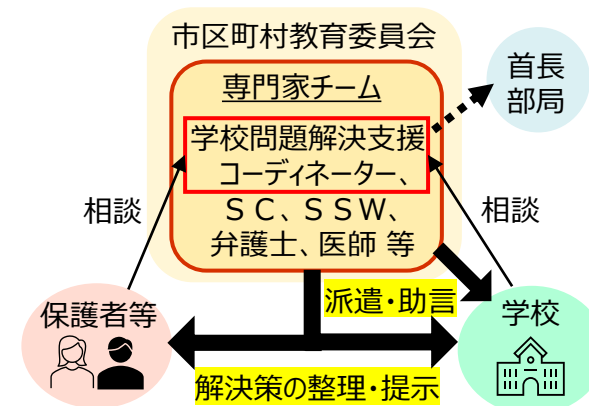 市区町村教育委員会
専門家チーム
学校問題解決支援
コーディネーター、
ＳＣ、ＳＳＷ、
弁護士、医師 等
首長
部局
相談
相談
派遣・助言
保護者等
学校
解決策の整理・提示